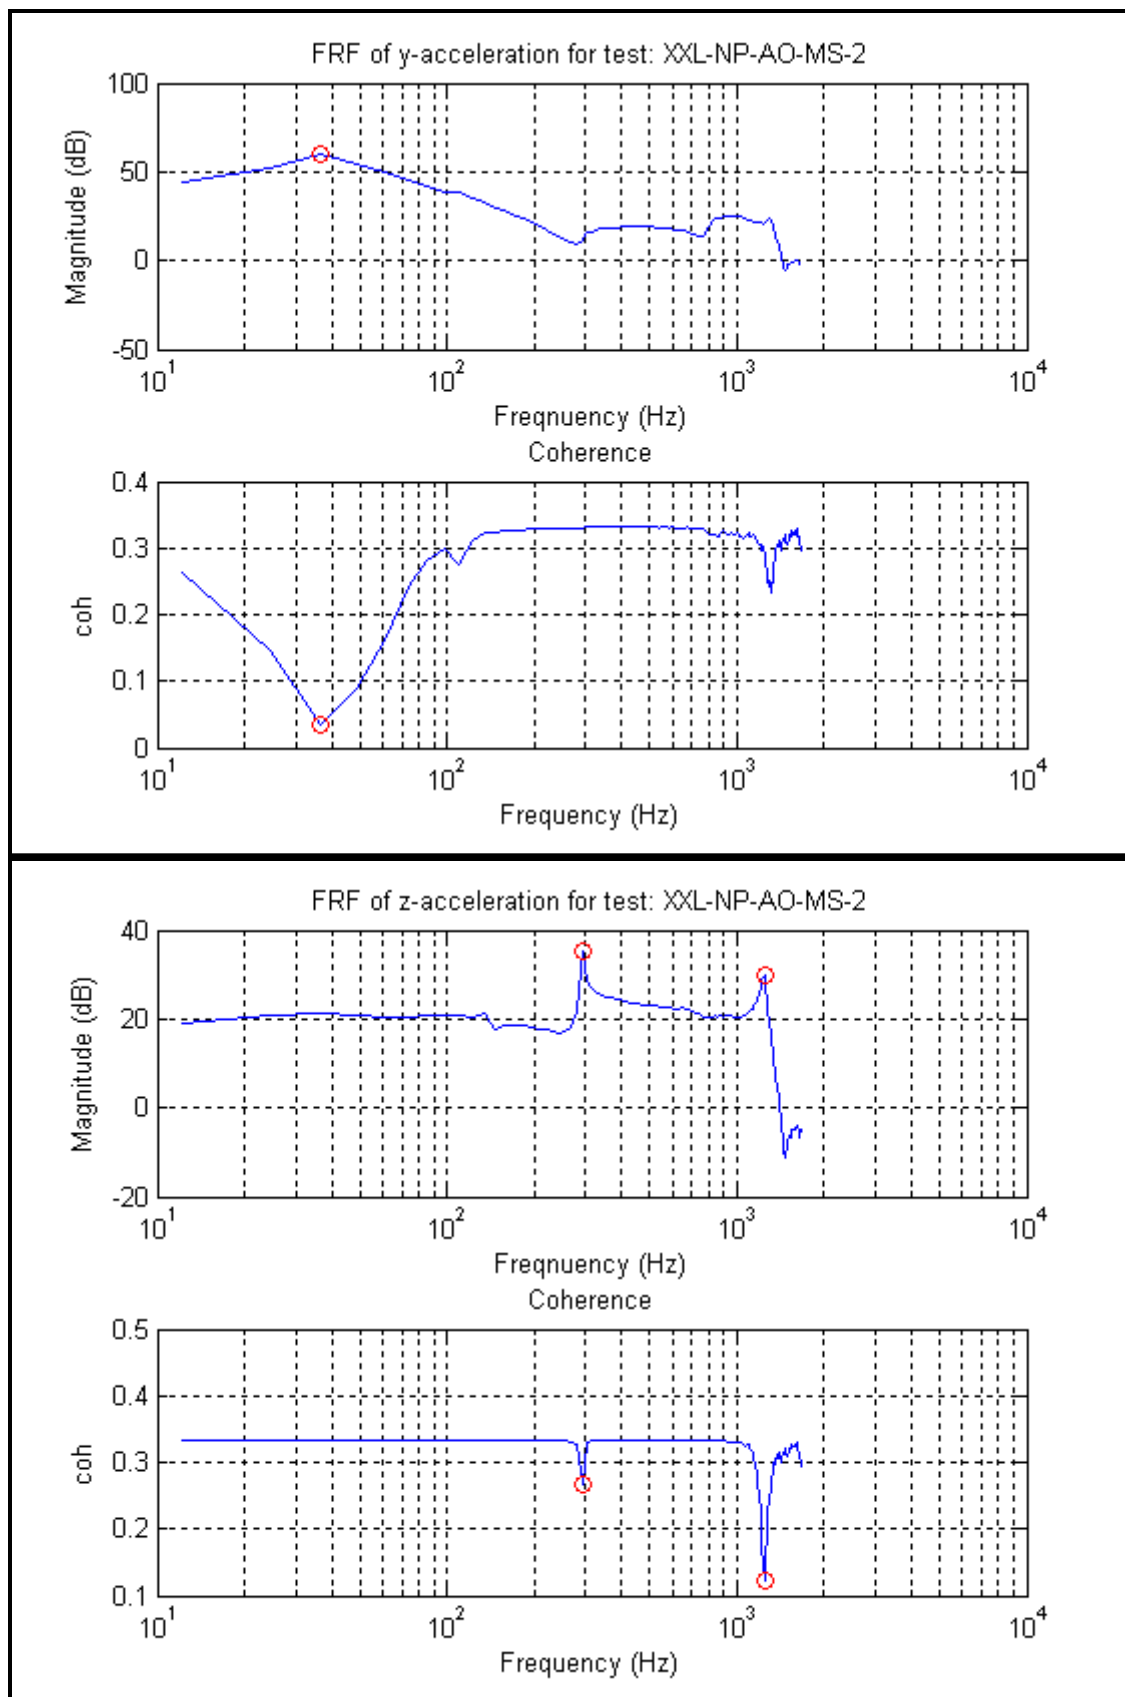 FRF of y-acceleration for test: XXL-NP-AO-MS-2
100
50
0
-50
Magnitude (dB)
10^1 10^2 10^3 10^4
Freqnuency (Hz)
Coherence
0.4
0.3
0.2
0.1
0
coh
10^1 10^2 10^3 10^4
Frequency (Hz)
FRF of z-acceleration for test: XXL-NP-AO-MS-2
40
20
0
-20
Magnitude (dB)
10^1 10^2 10^3 10^4
Freqnuency (Hz)
Coherence
0.5
0.4
0.3
0.2
0.1
coh
10^1 10^2 10^3 10^4
Frequency (Hz)